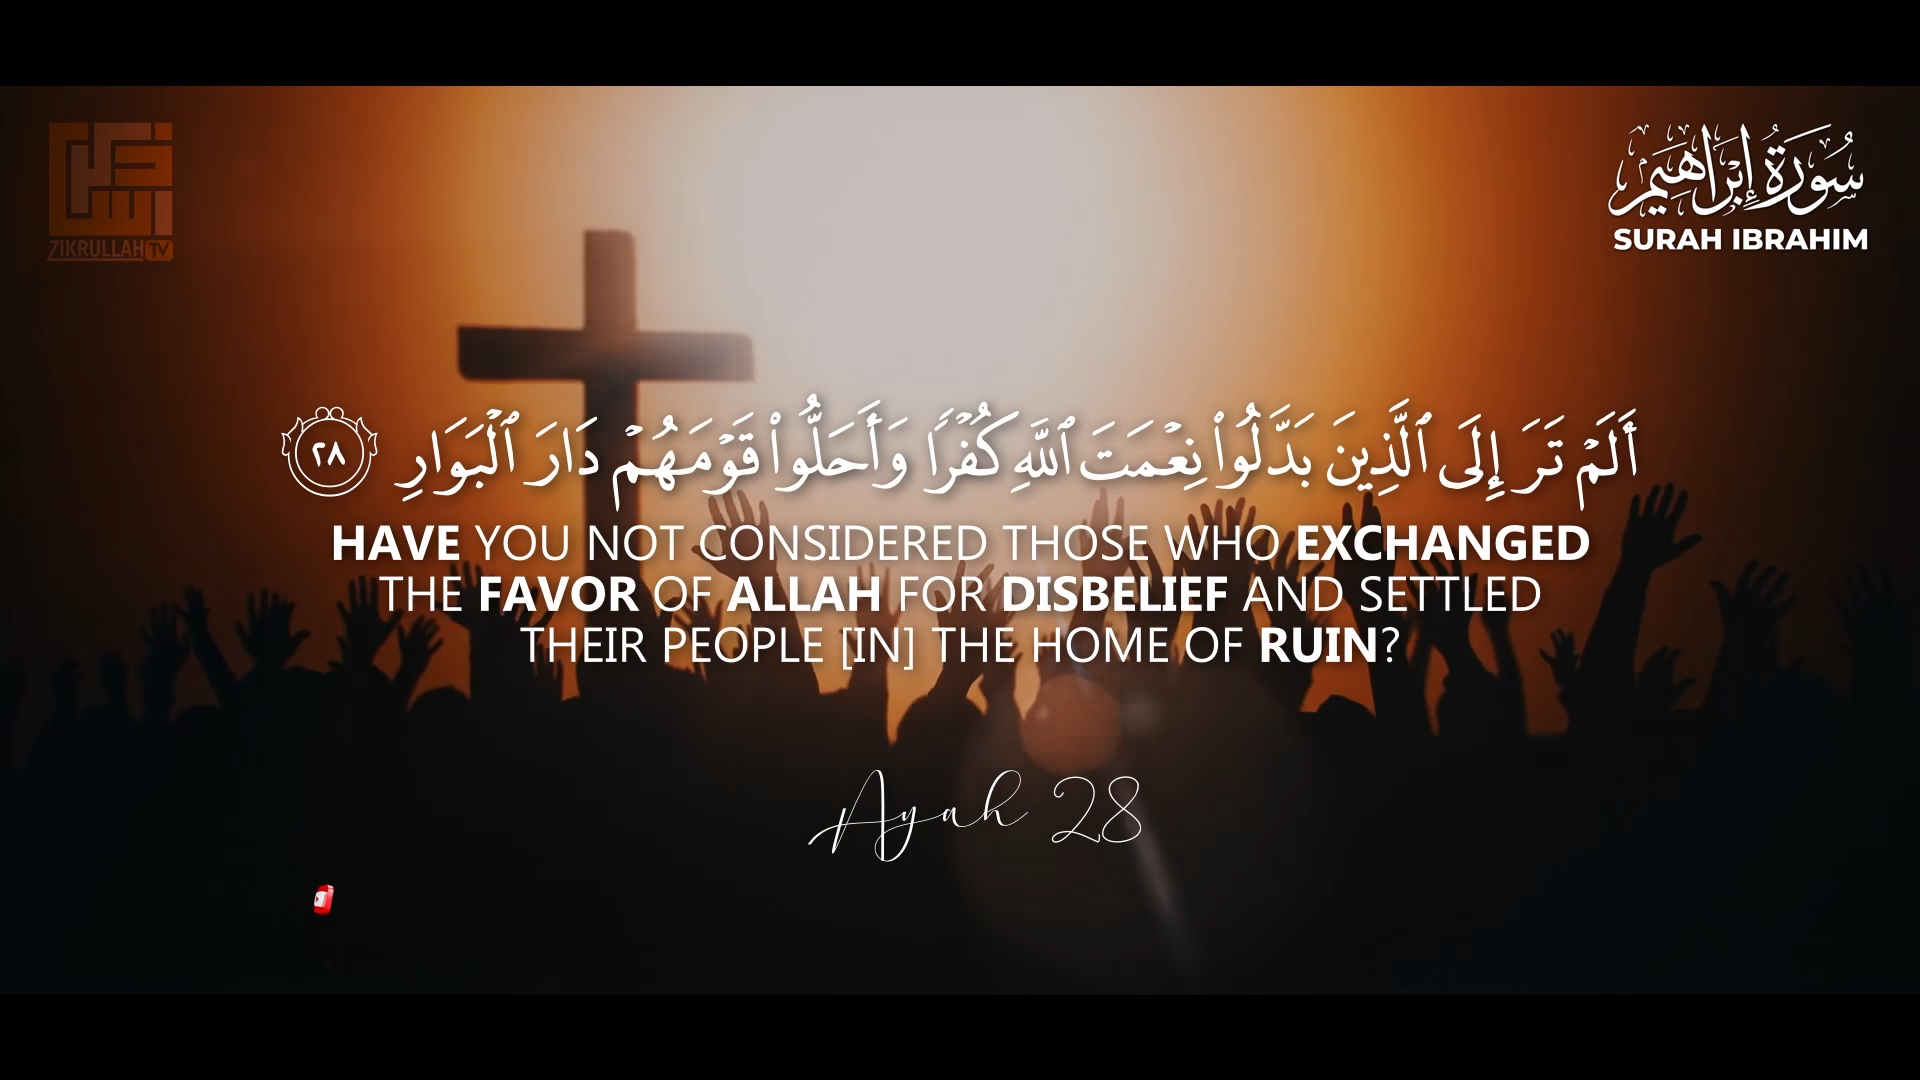 ZIKRULLAH TV
سُورَةُ إِبْرَاهِيم
SURAH IBRAHIM
أَلَمْ تَرَ إِلَى ٱلَّذِينَ بَدَّلُوا۟ نِعْمَتَ ٱللَّهِ كُفْرًا وَأَحَلُّوا۟ قَوْمَهُمْ دَارَ ٱلْبَوَارِ ٢٨
HAVE YOU NOT CONSIDERED THOSE WHO EXCHANGED
THE FAVOR OF ALLAH FOR DISBELIEF AND SETTLED
THEIR PEOPLE [IN] THE HOME OF RUIN?
Ayah 28